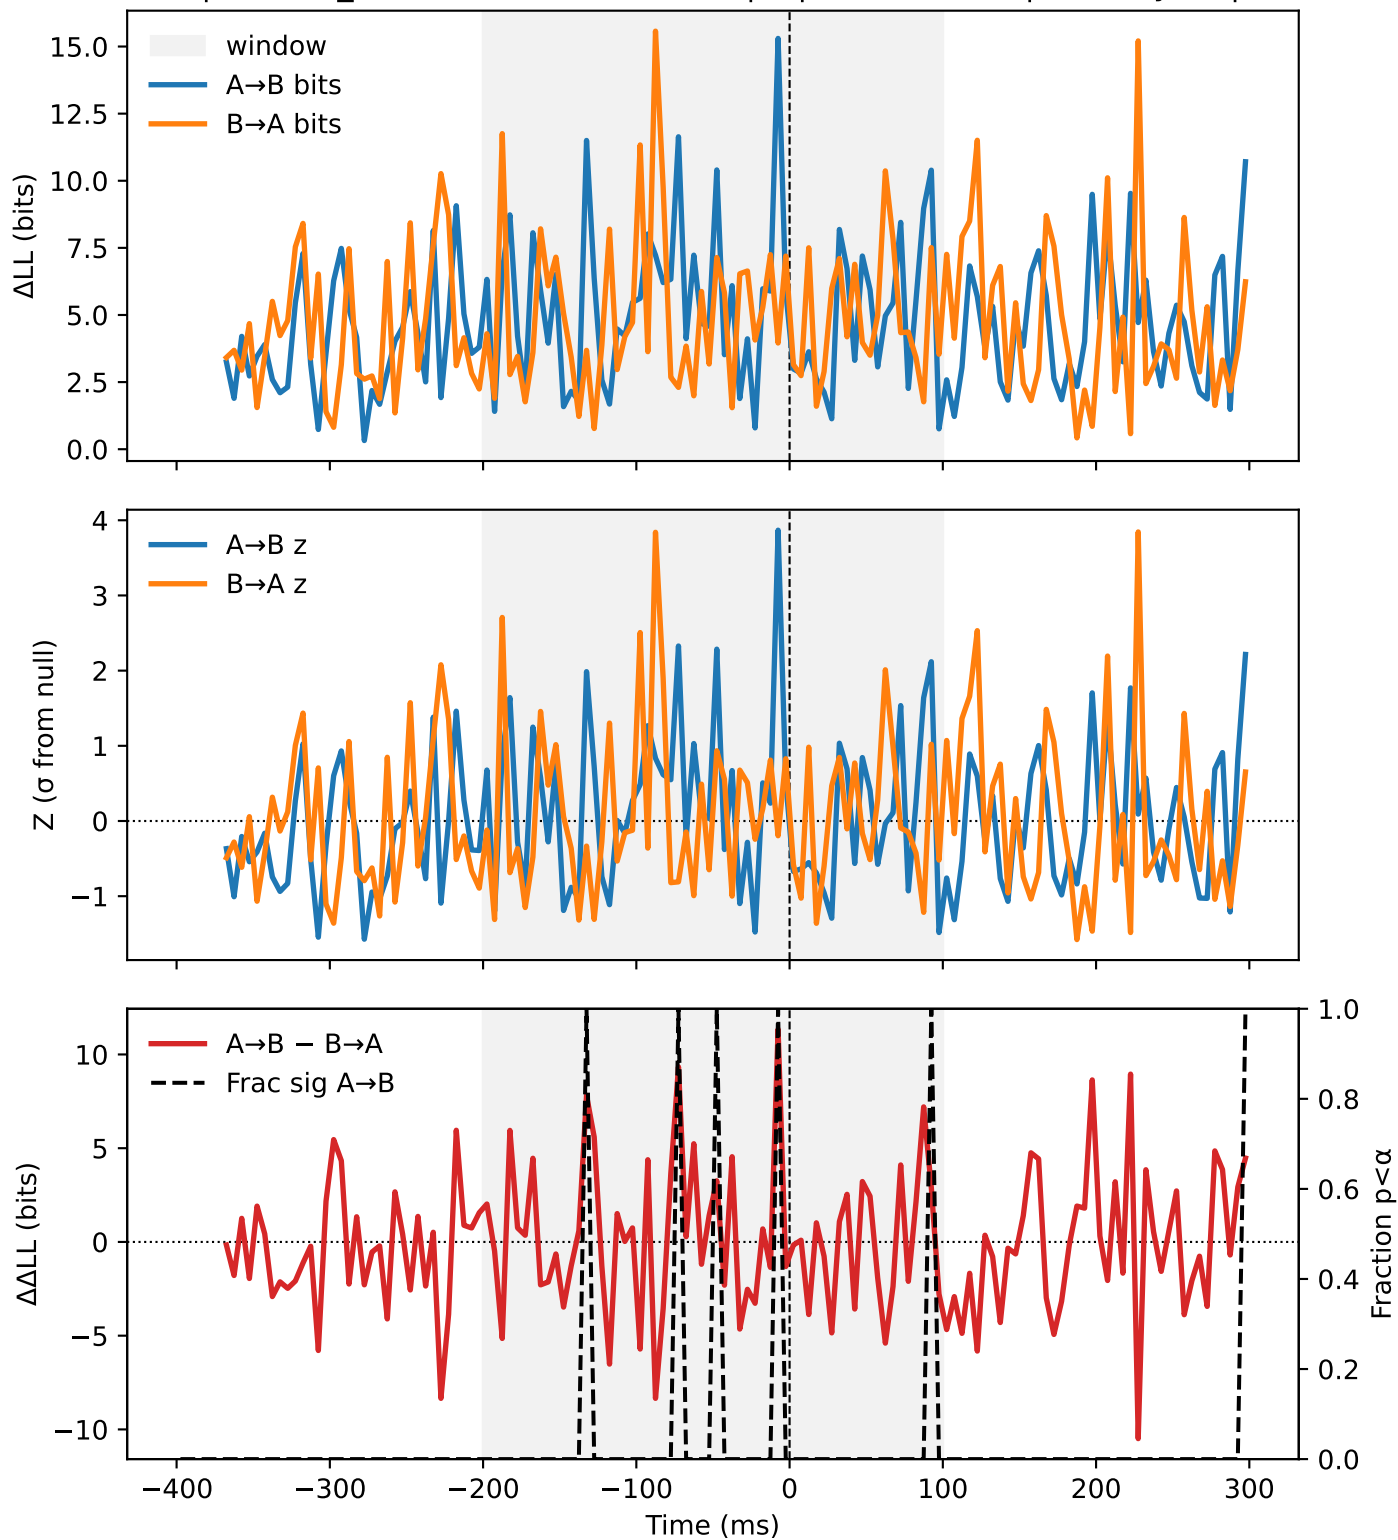 window
A→B bits
B→A bits
ΔLL (bits)
15.0
12.5
10.0
7.5
5.0
2.5
0.0
A→B z
B→A z
Z (σ from null)
4
3
2
1
0
−1
A→B − B→A
Frac sig A→B
ΔΔLL (bits)
10
5
0
−5
−10
1.0
0.8
0.6
0.4
0.2
0.0
Fraction p<α
−400 −300 −200 −100 0 100 200 300
Time (ms)